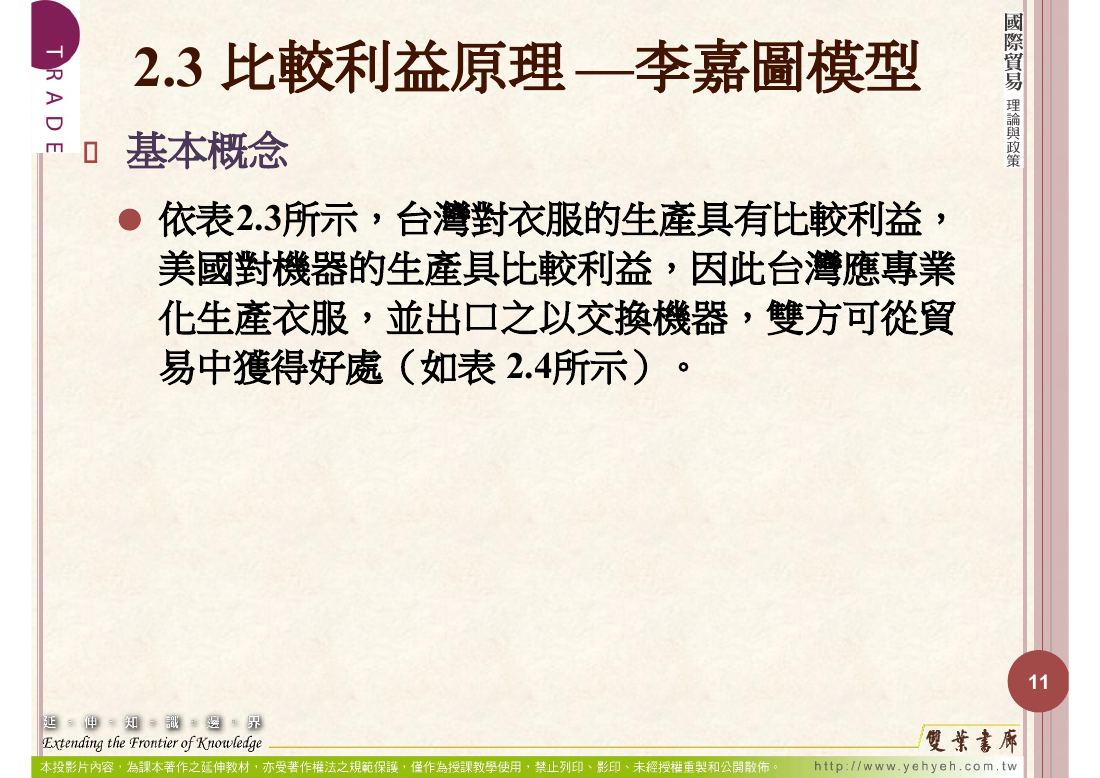 TRADE
2.3 比較利益原理 —李嘉圖模型
國際貿易 理論與政策
基本概念
依表2.3所示，台灣對衣服的生產具有比較利益，
美國對機器的生產具比較利益，因此台灣應專業
化生產衣服，並出口之以交換機器，雙方可從貿
易中獲得好處（如表 2.4所示）。
11
延‧伸‧知‧識‧邊‧界
Extending the Frontier of Knowledge
雙葉書廊
本投影片內容，為課本著作之延伸教材，亦受著作權法之規範保護，僅作為授課教學使用，禁止列印、影印、未經授權重製和公開散佈。
http://www.yehyeh.com.tw